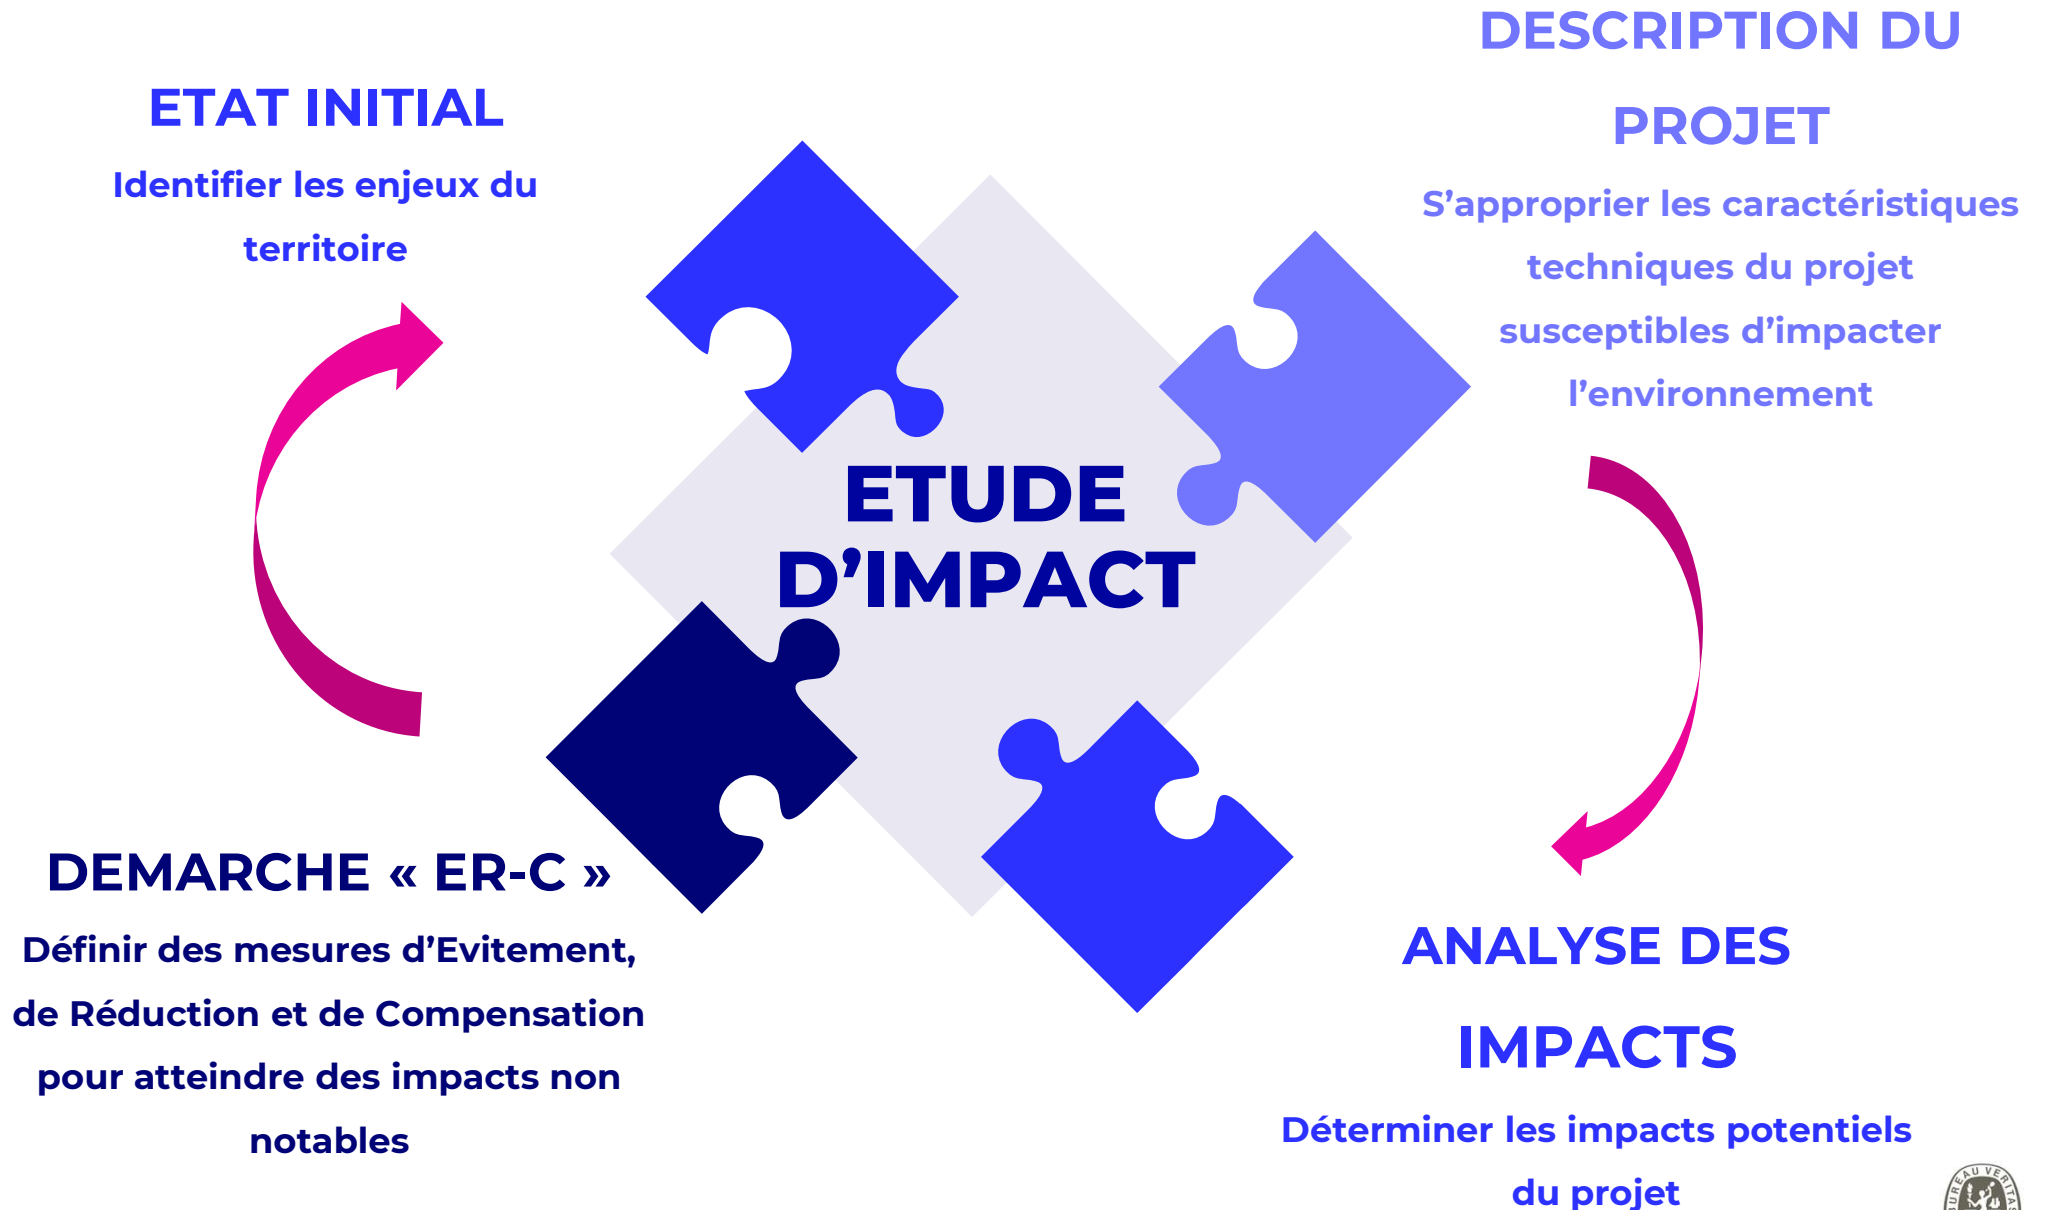 ETAT INITIAL
Identifier les enjeux du
territoire
DESCRIPTION DU
PROJET
S’approprier les caractéristiques
techniques du projet
susceptibles d’impacter
l’environnement
ETUDE
D’IMPACT
DEMARCHE « ER-C »
Définir des mesures d’Evitement,
de Réduction et de Compensation
pour atteindre des impacts non
notables
ANALYSE DES
IMPACTS
Déterminer les impacts potentiels
du projet
BUREAU VERITAS